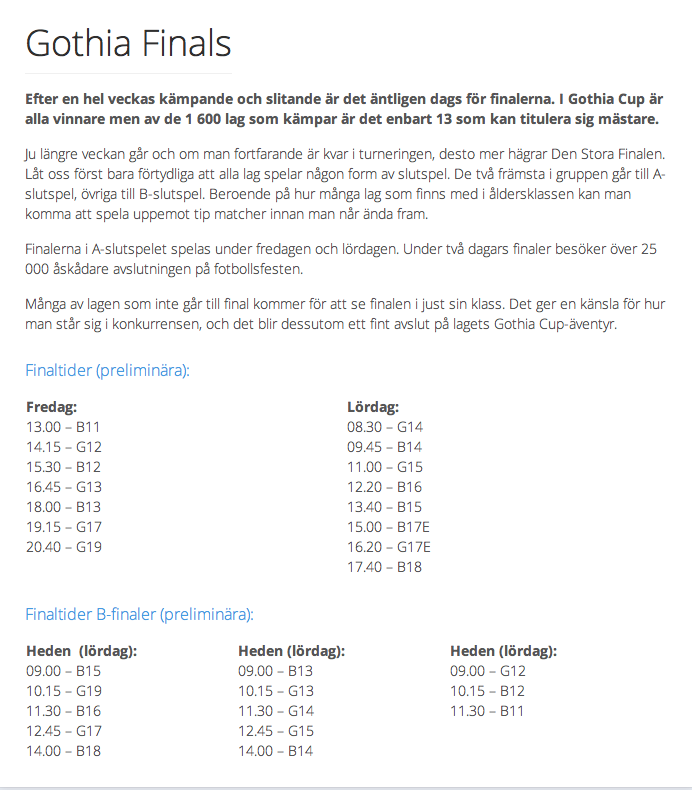 Gothia Finals
Efter en hel veckas kämpande och slitande är det äntligen dags för finalerna. I Gothia Cup är
alla vinnare men av de 1 600 lag som kämpar är det enbart 13 som kan titulera sig mästare.
Ju längre veckan går och om man fortfarande är kvar i turneringen, desto mer hägrar Den Stora Finalen.
Låt oss först bara förtydliga att alla lag spelar någon form av slutspel. De två främsta i gruppen går till A-
slutspel, övriga till B-slutspel. Beroende på hur många lag som finns med i åldersklassen kan man
komma att spela uppemot tip matcher innan man når ända fram.
Finalerna i A-slutspelet spelas under fredagen och lördagen. Under två dagars finaler besöker över 25
000 åskådare avslutningen på fotbollsfesten.
Många av lagen som inte går till final kommer för att se finalen i just sin klass. Det ger en känsla för hur
man står sig i konkurrensen, och det blir dessutom ett fint avslut på lagets Gothia Cup-äventyr.
Finaltider (preliminära):
Fredag:
13.00 – B11
14.15 – G12
15.30 – B12
16.45 – G13
18.00 – B13
19.15 – G17
20.40 – G19
Lördag:
08.30 – G14
09.45 – B14
11.00 – G15
12.20 – B16
13.40 – B15
15.00 – B17E
16.20 – G17E
17.40 – B18
Finaltider B-finaler (preliminära):
Heden  (lördag):
09.00 – B15
10.15 – G19
11.30 – B16
12.45 – G17
14.00 – B18
Heden (lördag):
09.00 – B13
10.15 – G13
11.30 – G14
12.45 – G15
14.00 – B14
Heden (lördag):
09.00 – G12
10.15 – B12
11.30 – B11